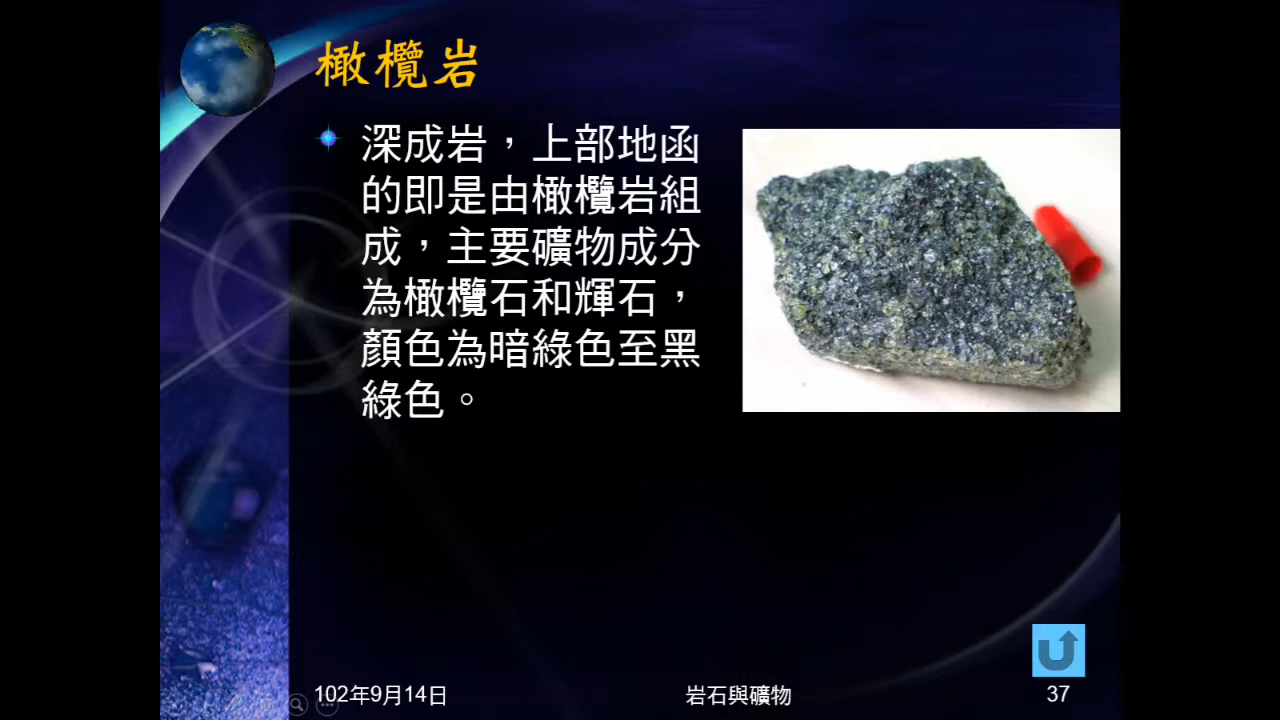 橄欖岩
深成岩，上部地函
的即是由橄欖岩組
成，主要礦物成分
為橄欖石和輝石，
顏色為暗綠色至黑
綠色。
102年9月14日
岩石與礦物
37